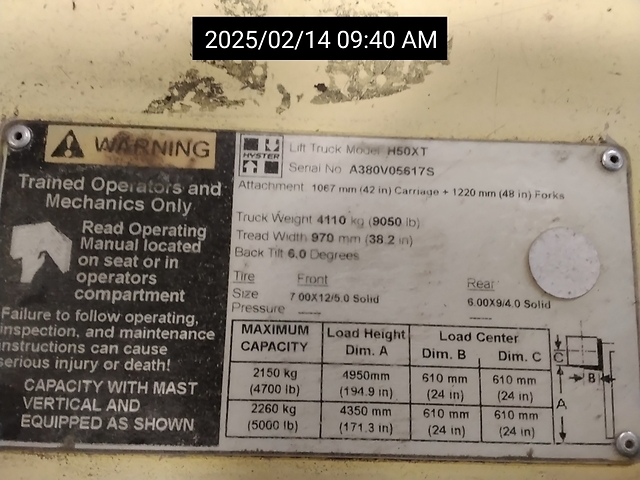 2025/02/14 09:40 AM
WARNING
Trained Operators and
Mechanics Only
Read Operating
Manual located
on seat or in
operators
compartment
Failure to follow operating,
inspection, and maintenance
instructions can cause
serious injury or death!
CAPACITY WITH MAST
VERTICAL AND
EQUIPPED AS SHOWN
HYSTER
Lift Truck Model H50XT
Serial No A380V05617S
Attachment 1067 mm (42 in) Carriage + 1220 mm (48 in) Forks
Truck Weight 4110 kg (9050 lb)
Tread Width 970 mm (38.2 in)
Back Tilt 6.0 Degrees
Tire Front Rear
Size 7 00X12/5.0 Solid 6.00X9/4.0 Solid
Pressure
MAXIMUM CAPACITY Load Height Dim. A Load Center Dim. B Dim. C
2150 kg 4950mm 610 mm 610 mm
(4700 lb) (194.9 in) (24 in) (24 in)
2260 kg 4350 mm 610 mm 610 mm
(5000 lb) (171.3 in) (24 in) (24 in)
C
B
A